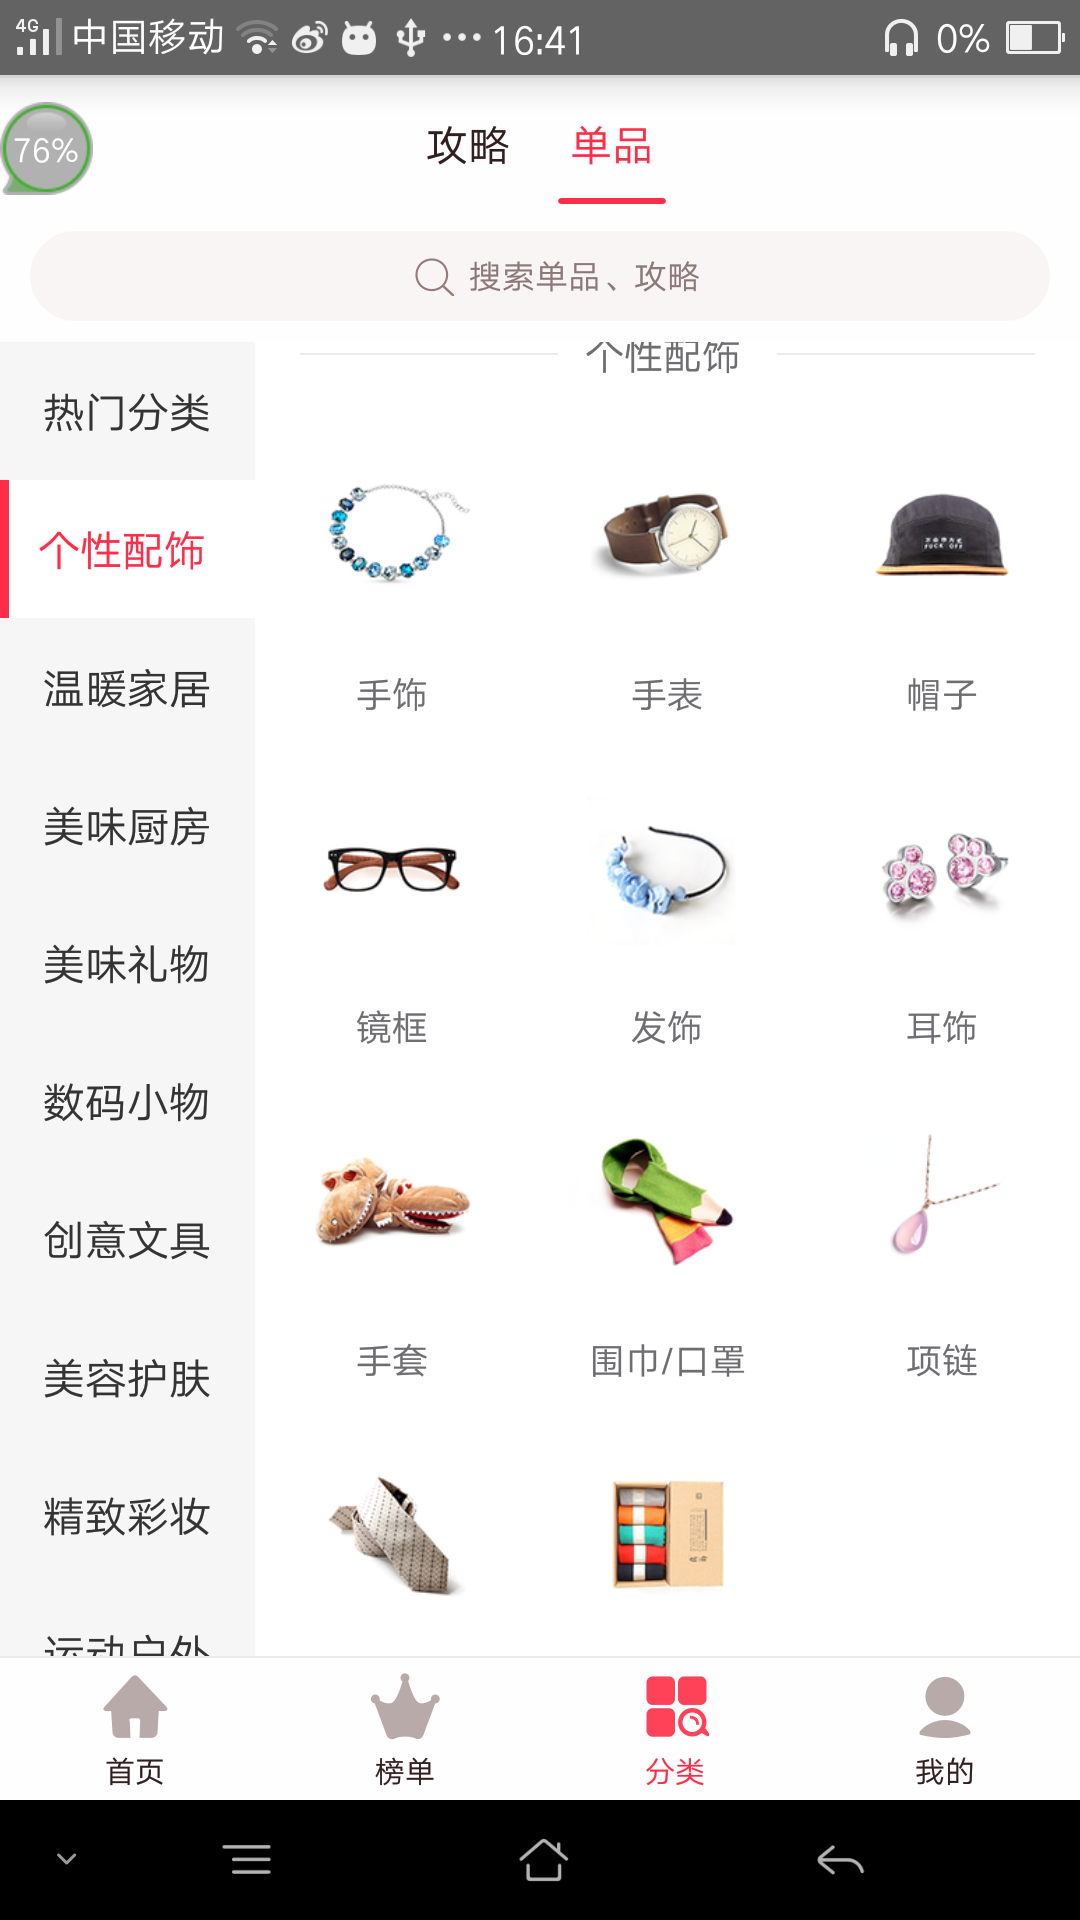 4G 中国移动 16:41 0%
76%
攻略 单品
搜索单品、攻略
个性配饰
热门分类
个性配饰
温暖家居
美味厨房
美味礼物
数码小物
创意文具
美容护肤
精致彩妆
运动户外
手饰 手表 帽子
镜框 发饰 耳饰
手套 围巾/口罩 项链
首页 榜单 分类 我的